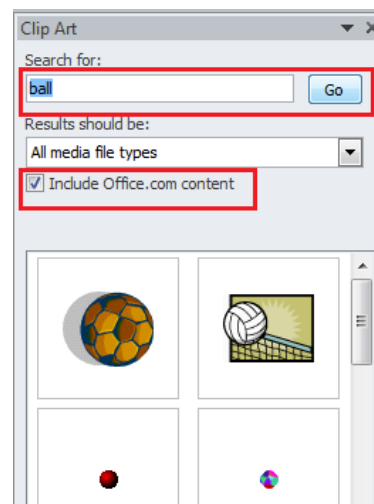 Clip Art
Search for:
ball
Go
Results should be:
All media file types
Include Office.com content